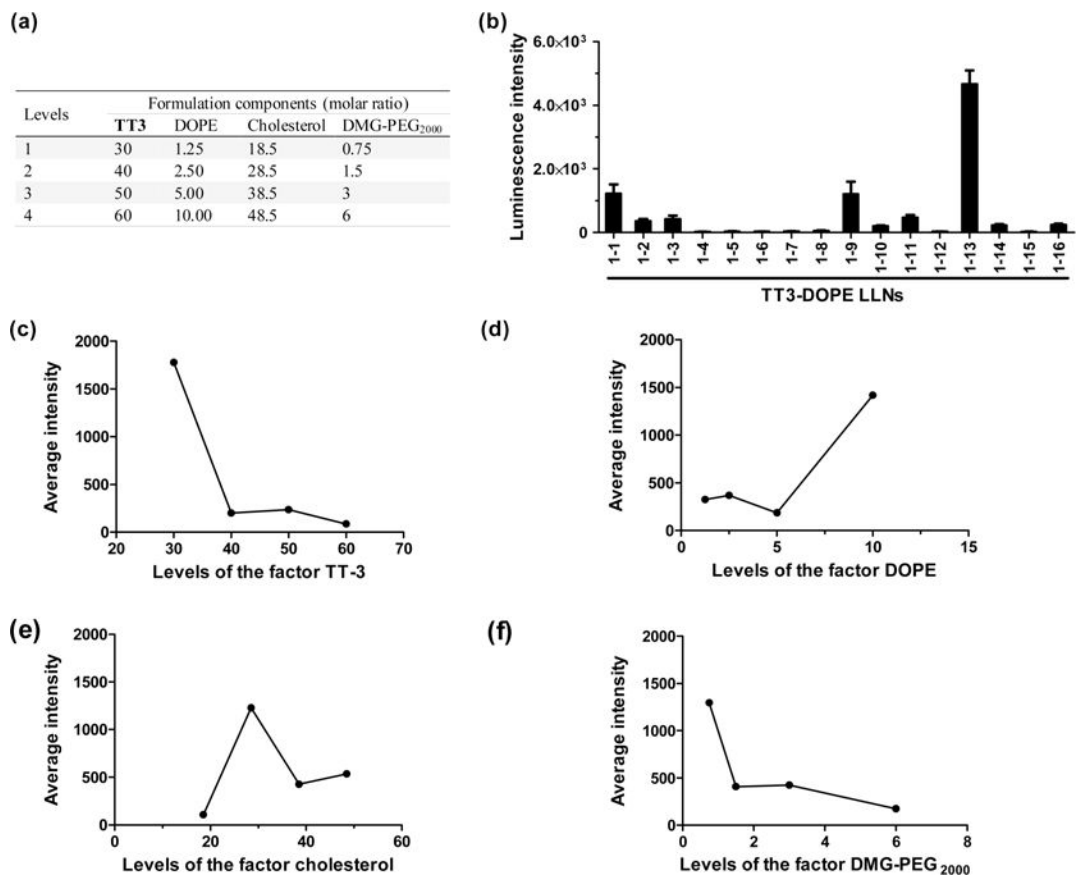 (a)
Levels Formulation components (molar ratio)
TT3 DOPE Cholesterol DMG-PEG2000
1 30 1.25 18.5 0.75
2 40 2.50 28.5 1.5
3 50 5.00 38.5 3
4 60 10.00 48.5 6
(b)
Luminescence intensity
6.0×10³
4.0×10³
2.0×10³
0
1-1 1-2 1-3 1-4 1-5 1-6 1-7 1-8 1-9 1-10 1-11 1-12 1-13 1-14 1-15 1-16
TT3-DOPE LLNs
(c)
Average intensity
2000
1500
1000
500
0
20 30 40 50 60 70
Levels of the factor TT-3
(d)
Average intensity
2000
1500
1000
500
0
0 5 10 15
Levels of the factor DOPE
(e)
Average intensity
2000
1500
1000
500
0
0 20 40 60
Levels of the factor cholesterol
(f)
Average intensity
2000
1500
1000
500
0
0 2 4 6 8
Levels of the factor DMG-PEG2000